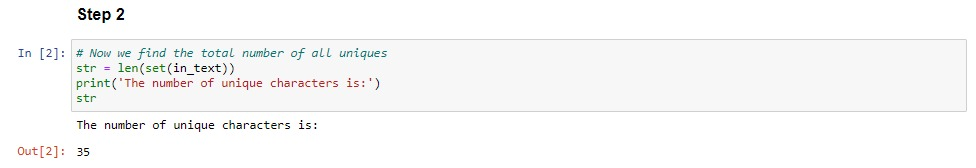 Step 2
In [2]: # Now we find the total number of all uniques
str = len(set(in_text))
print('The number of unique characters is:')
str
The number of unique characters is:
Out[2]: 35